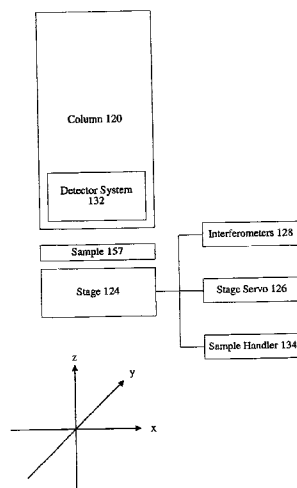 Column 120
Detector System
132
Interferometers 128
Sample 157
Stage 124
Stage Servo 126
Sample Handler 134
z
y
x